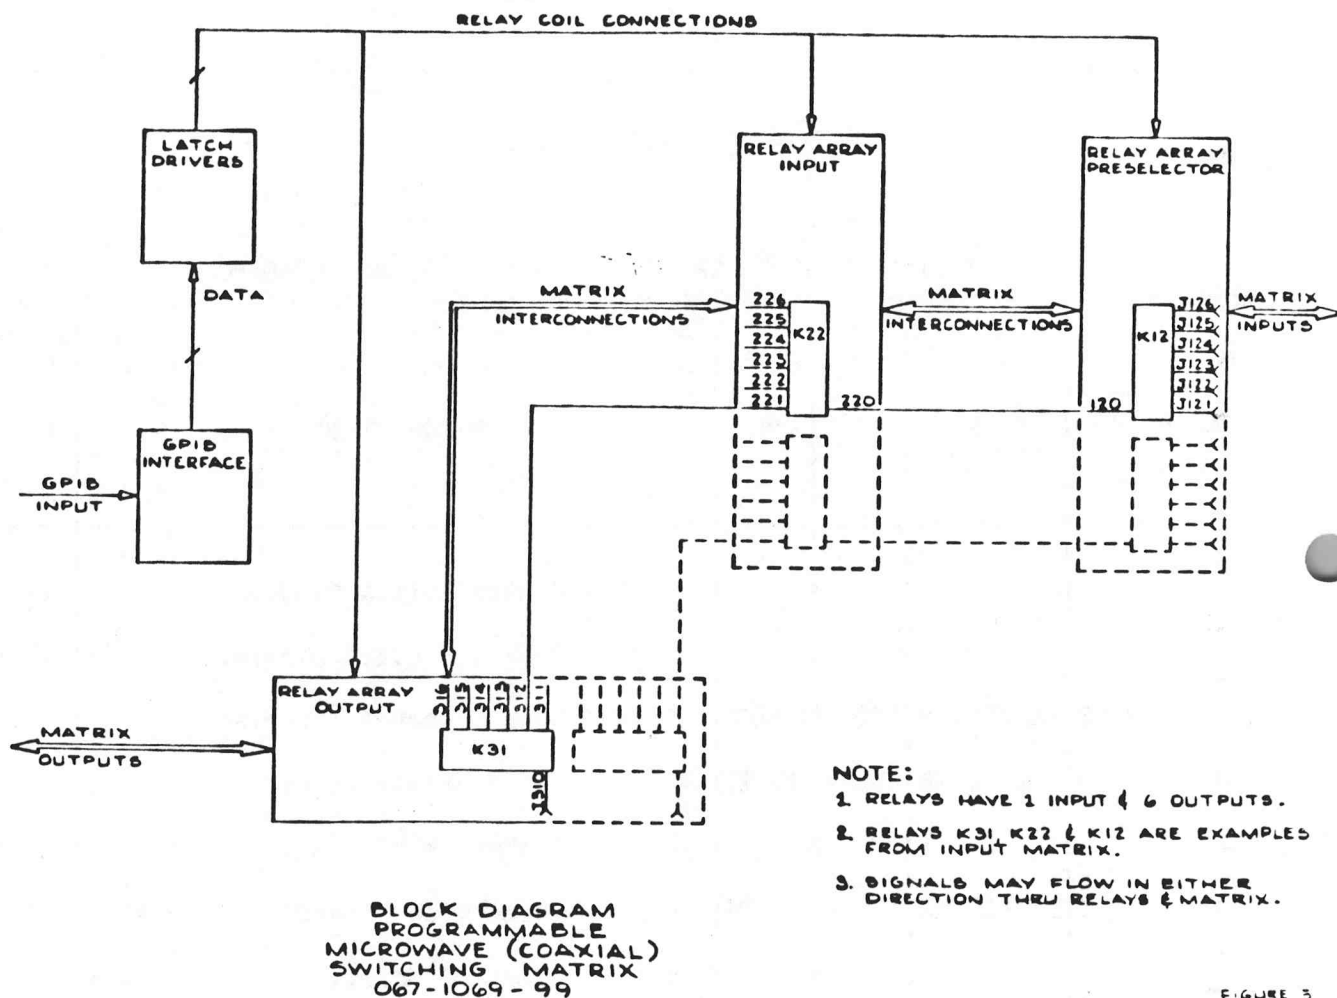 RELAY COIL CONNECTIONS
LATCH
DRIVERS
DATA
GPIB
INTERFACE
GPIB
INPUT
RELAY ARRAY
INPUT
226
225
224
223
222
221
K22
220
MATRIX
INTERCONNECTIONS
MATRIX
INTERCONNECTIONS
RELAY ARRAY
PRESELECTOR
120
K12
J126
J125
J124
J123
J122
J121
MATRIX
INPUTS
RELAY ARRAY
OUTPUT
316
315
314
313
312
311
K31
J310
MATRIX
OUTPUTS
NOTE:
1. RELAYS HAVE 1 INPUT & 6 OUTPUTS.
2. RELAYS K31, K22 & K12 ARE EXAMPLES
FROM INPUT MATRIX.
3. SIGNALS MAY FLOW IN EITHER
DIRECTION THRU RELAYS & MATRIX.
BLOCK DIAGRAM
PROGRAMMABLE
MICROWAVE (COAXIAL)
SWITCHING MATRIX
067-1069-99
FIGURE 3